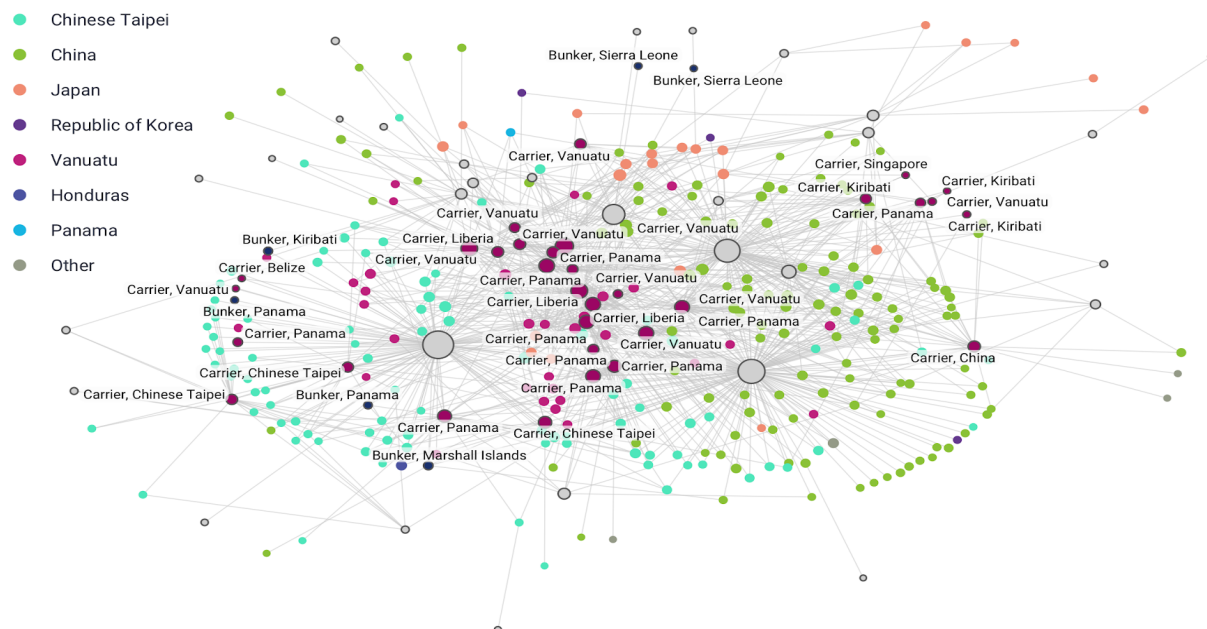 Chinese Taipei
China
Japan
Republic of Korea
Vanuatu
Honduras
Panama
Other
Bunker, Sierra Leone
Bunker, Sierra Leone
Carrier, Vanuatu
Carrier, Singapore
Carrier, Kiribati
Carrier, Kiribati
Carrier, Vanuatu
Carrier, Panama
Carrier, Kiribati
Carrier, Vanuatu
Carrier, Vanuatu
Carrier, Vanuatu
Carrier, Liberia
Bunker, Kiribati
Carrier, Vanuatu
Carrier, Panama
Carrier, Belize
Carrier, Panama
Carrier, Vanuatu
Carrier, Vanuatu
Carrier, Liberia
Carrier, Vanuatu
Bunker, Panama
Carrier, Liberia
Carrier, Panama
Carrier, Panama
Carrier, Panama
Carrier, Vanuatu
Carrier, China
Carrier, Panama
Carrier, Panama
Carrier, Chinese Taipei
Carrier, Panama
Carrier, Chinese Taipei
Bunker, Panama
Carrier, Panama
Carrier, Chinese Taipei
Bunker, Marshall Islands